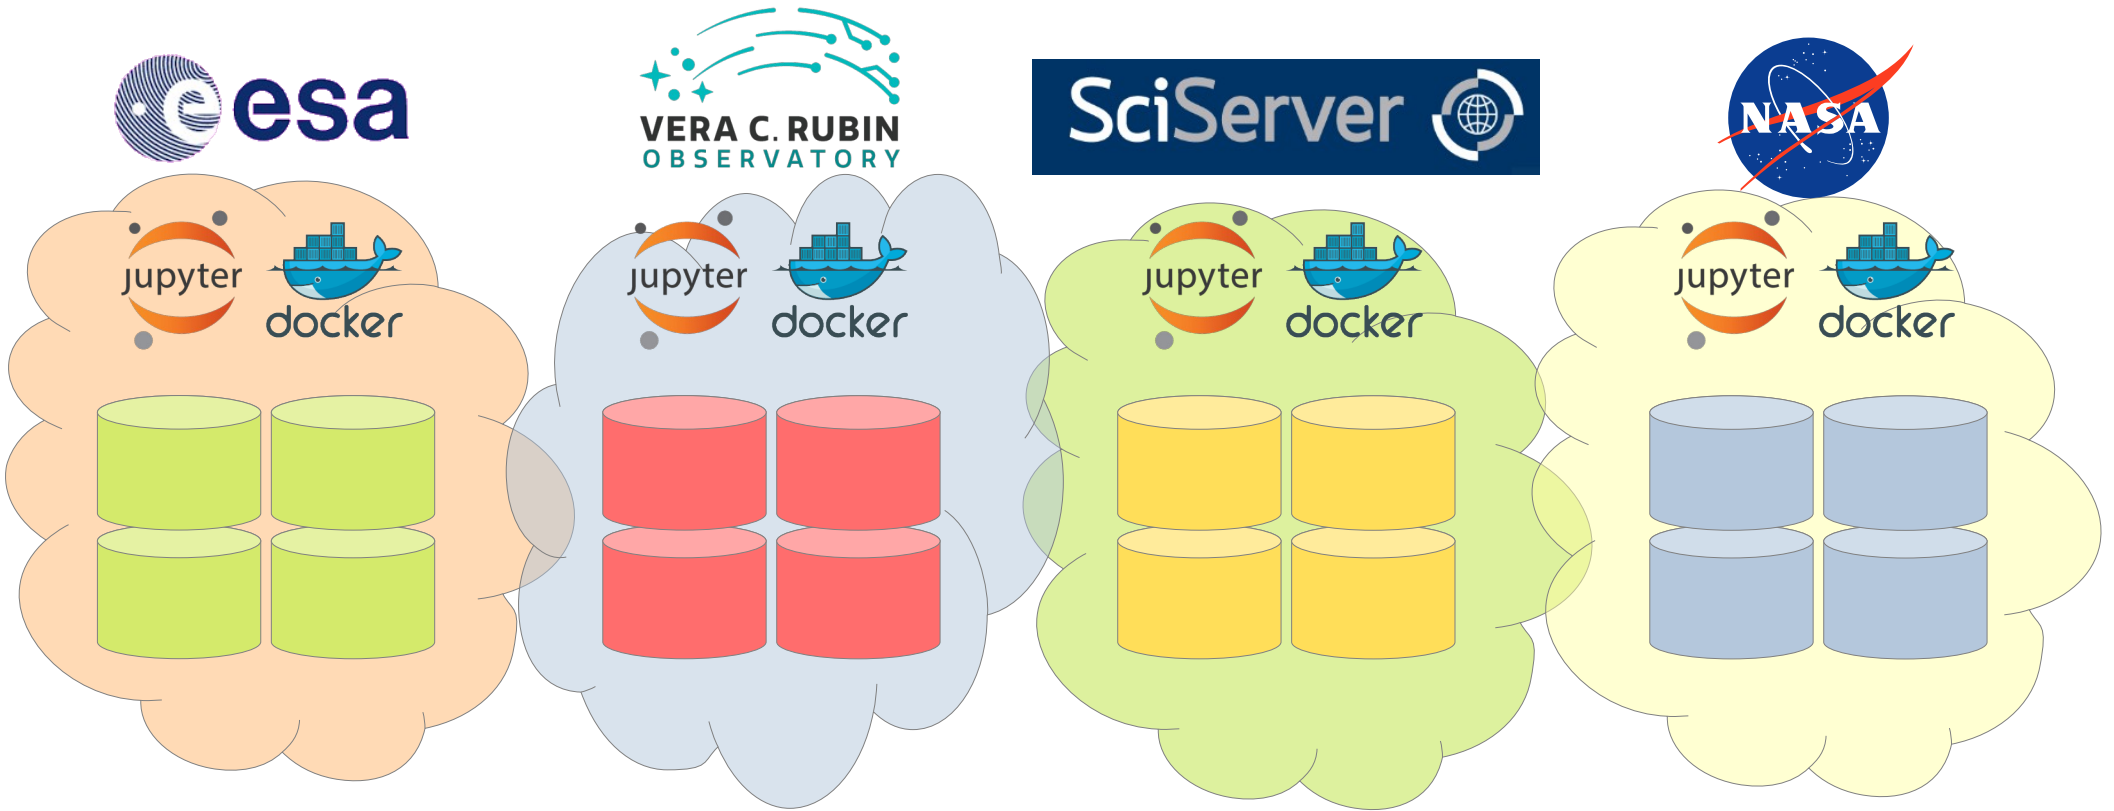 esa
VERA C. RUBIN
OBSERVATORY
SciServer
NASA
jupyter
docker
jupyter
docker
jupyter
docker
jupyter
docker